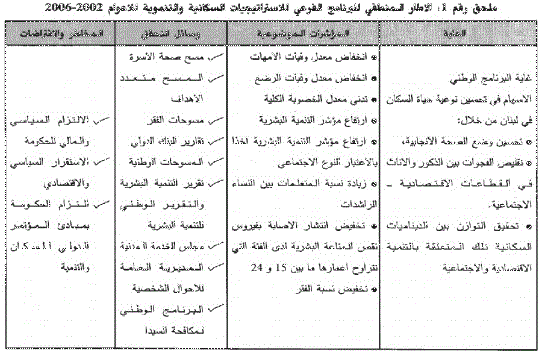 ملحق رقم 1: الاطار المنطقي للبرنامج الفرعي للاستراتيجيات السكانية والتنموية للاعوام 2002-2006
الغاية
غاية البرنامج الوطني
الاسهام في تحسين نوعية حياة السكان
في لبنان من خلال:
• تحسين وضع الصحة الانجابية،
• تقليص الفجوات بين الذكور والاناث
في القطاعات الاقتصادية -
الاجتماعية.
• تحقيق التوازن بين الديناميات
السكانية تلك المتعلقة بالتنمية
الاقتصادية والاجتماعية
المؤشرات الموضوعية
• انخفاض معدل وفيات الامهات
• انخفاض معدل وفيات الرضع
• تدني معدل الخصوبة الكلية
• ارتفاع مؤشر التنمية البشرية
• ارتفاع مؤشر التنمية البشرية اخذا
بالاعتبار النوع الاجتماعي
• زيادة نسبة المتعلمات بين النساء
الراشدات
• تخفيض انتشار الاصابة بفيروس
نقص المناعة البشرية لدى الفئة التي
تتراوح أعمارها ما بين 15 و 24
• تخفيض نسبة الفقر
وسائل التحقق
✓ مسح صحة الاسرة
✓ المسح متعدد
الاهداف
✓ مسوحات الفقر
✓ تقارير البنك الدولي
✓ المسوحات الوطنية
✓ تقرير التنمية البشرية
والتقرير الوطني
للتنمية البشرية
✓ مجلس الخدمة المدنية
✓ المديرية العامة
للاحوال الشخصية
✓ البرنامج الوطني
لمكافحة السيدا
المخاطر والافتراضات
✓ الالتزام السياسي
والمالي للحكومة
✓ الاستقرار السياسي
والاقتصادي
✓ التزام الحكومة
بمبادئ المؤتمر
الدولي للسكان
والتنمية